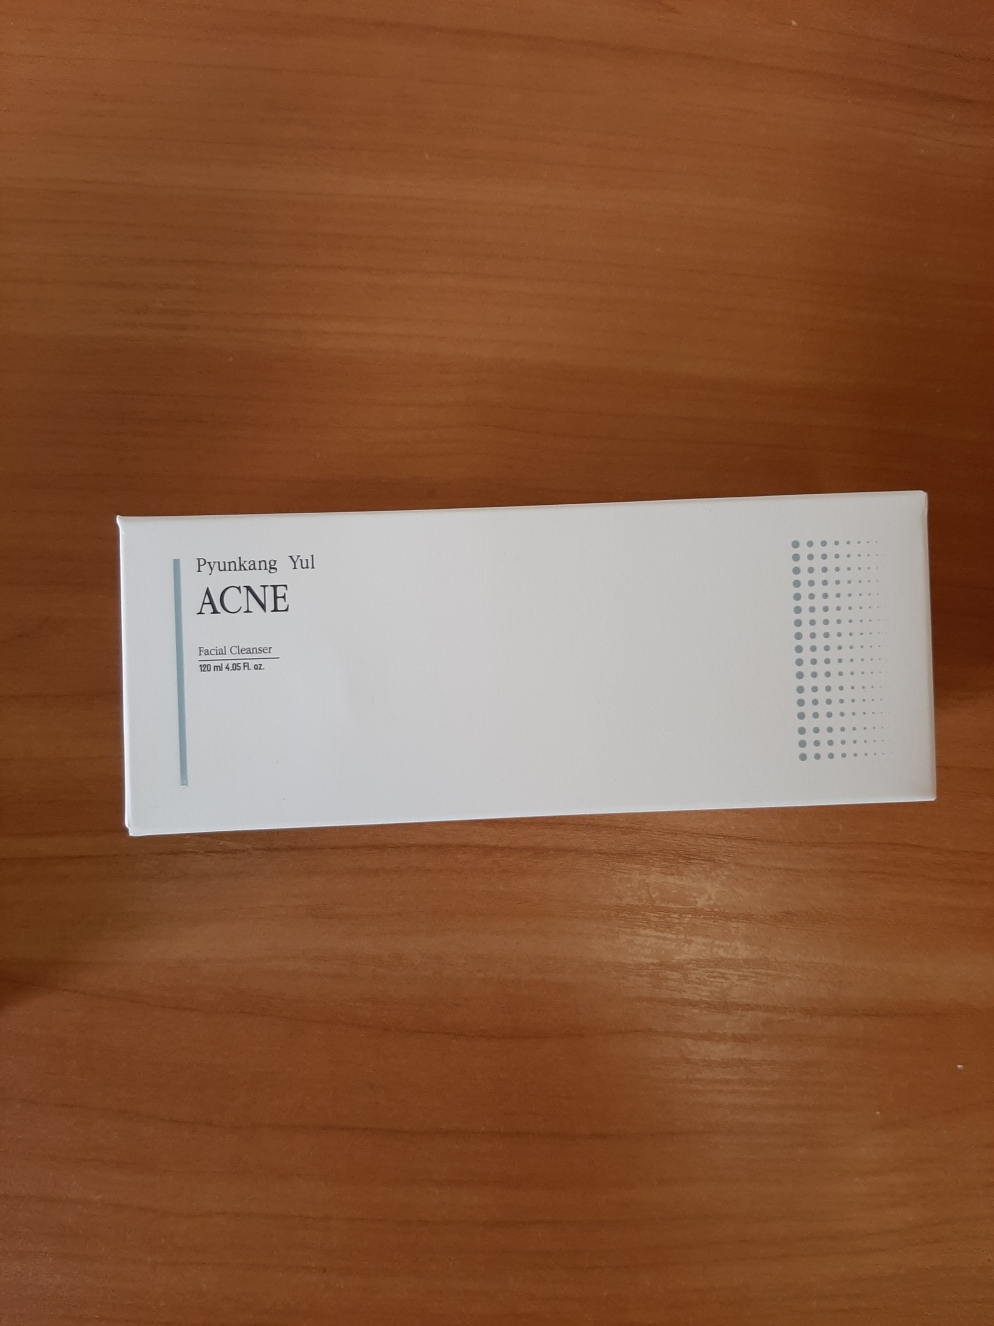 Pyunkang Yul
ACNE
Facial Cleanser
120 ml 4.05 Fl. oz.